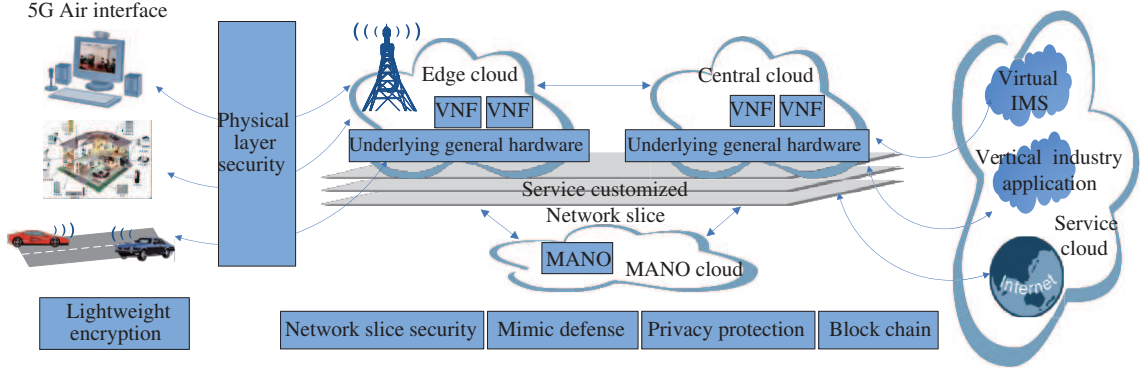 5G Air interface
Physical
layer
security
Edge cloud
VNF VNF
Underlying general hardware
Central cloud
VNF VNF
Underlying general hardware
Service customized
Network slice
MANO
MANO cloud
Virtual
IMS
Vertical industry
application
Service
cloud
Internet
Lightweight
encryption
Network slice security
Mimic defense
Privacy protection
Block chain